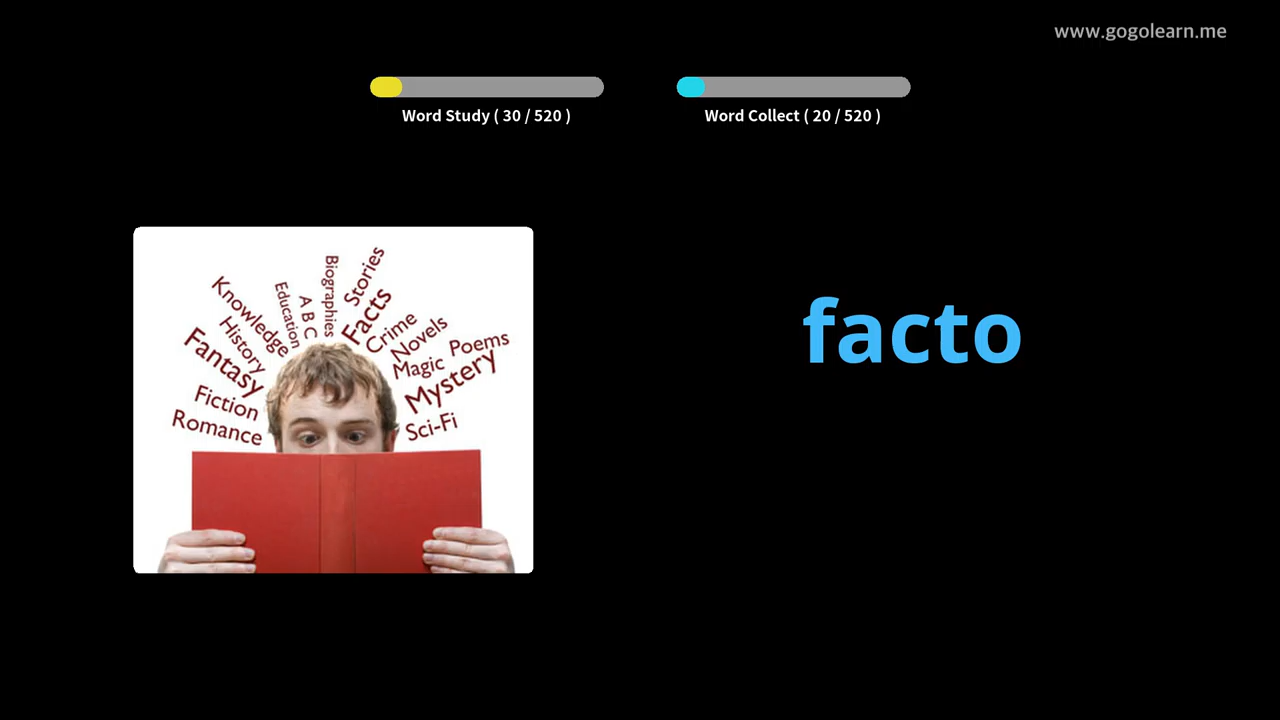 www.gogolearn.me
Word Study ( 30 / 520 )
Word Collect ( 20 / 520 )
Knowledge
Education
A B C
Biographies
Stories
Facts
History
Crime
Novels
Fantasy
Magic
Poems
Fiction
Mystery
Romance
Sci-Fi
facto